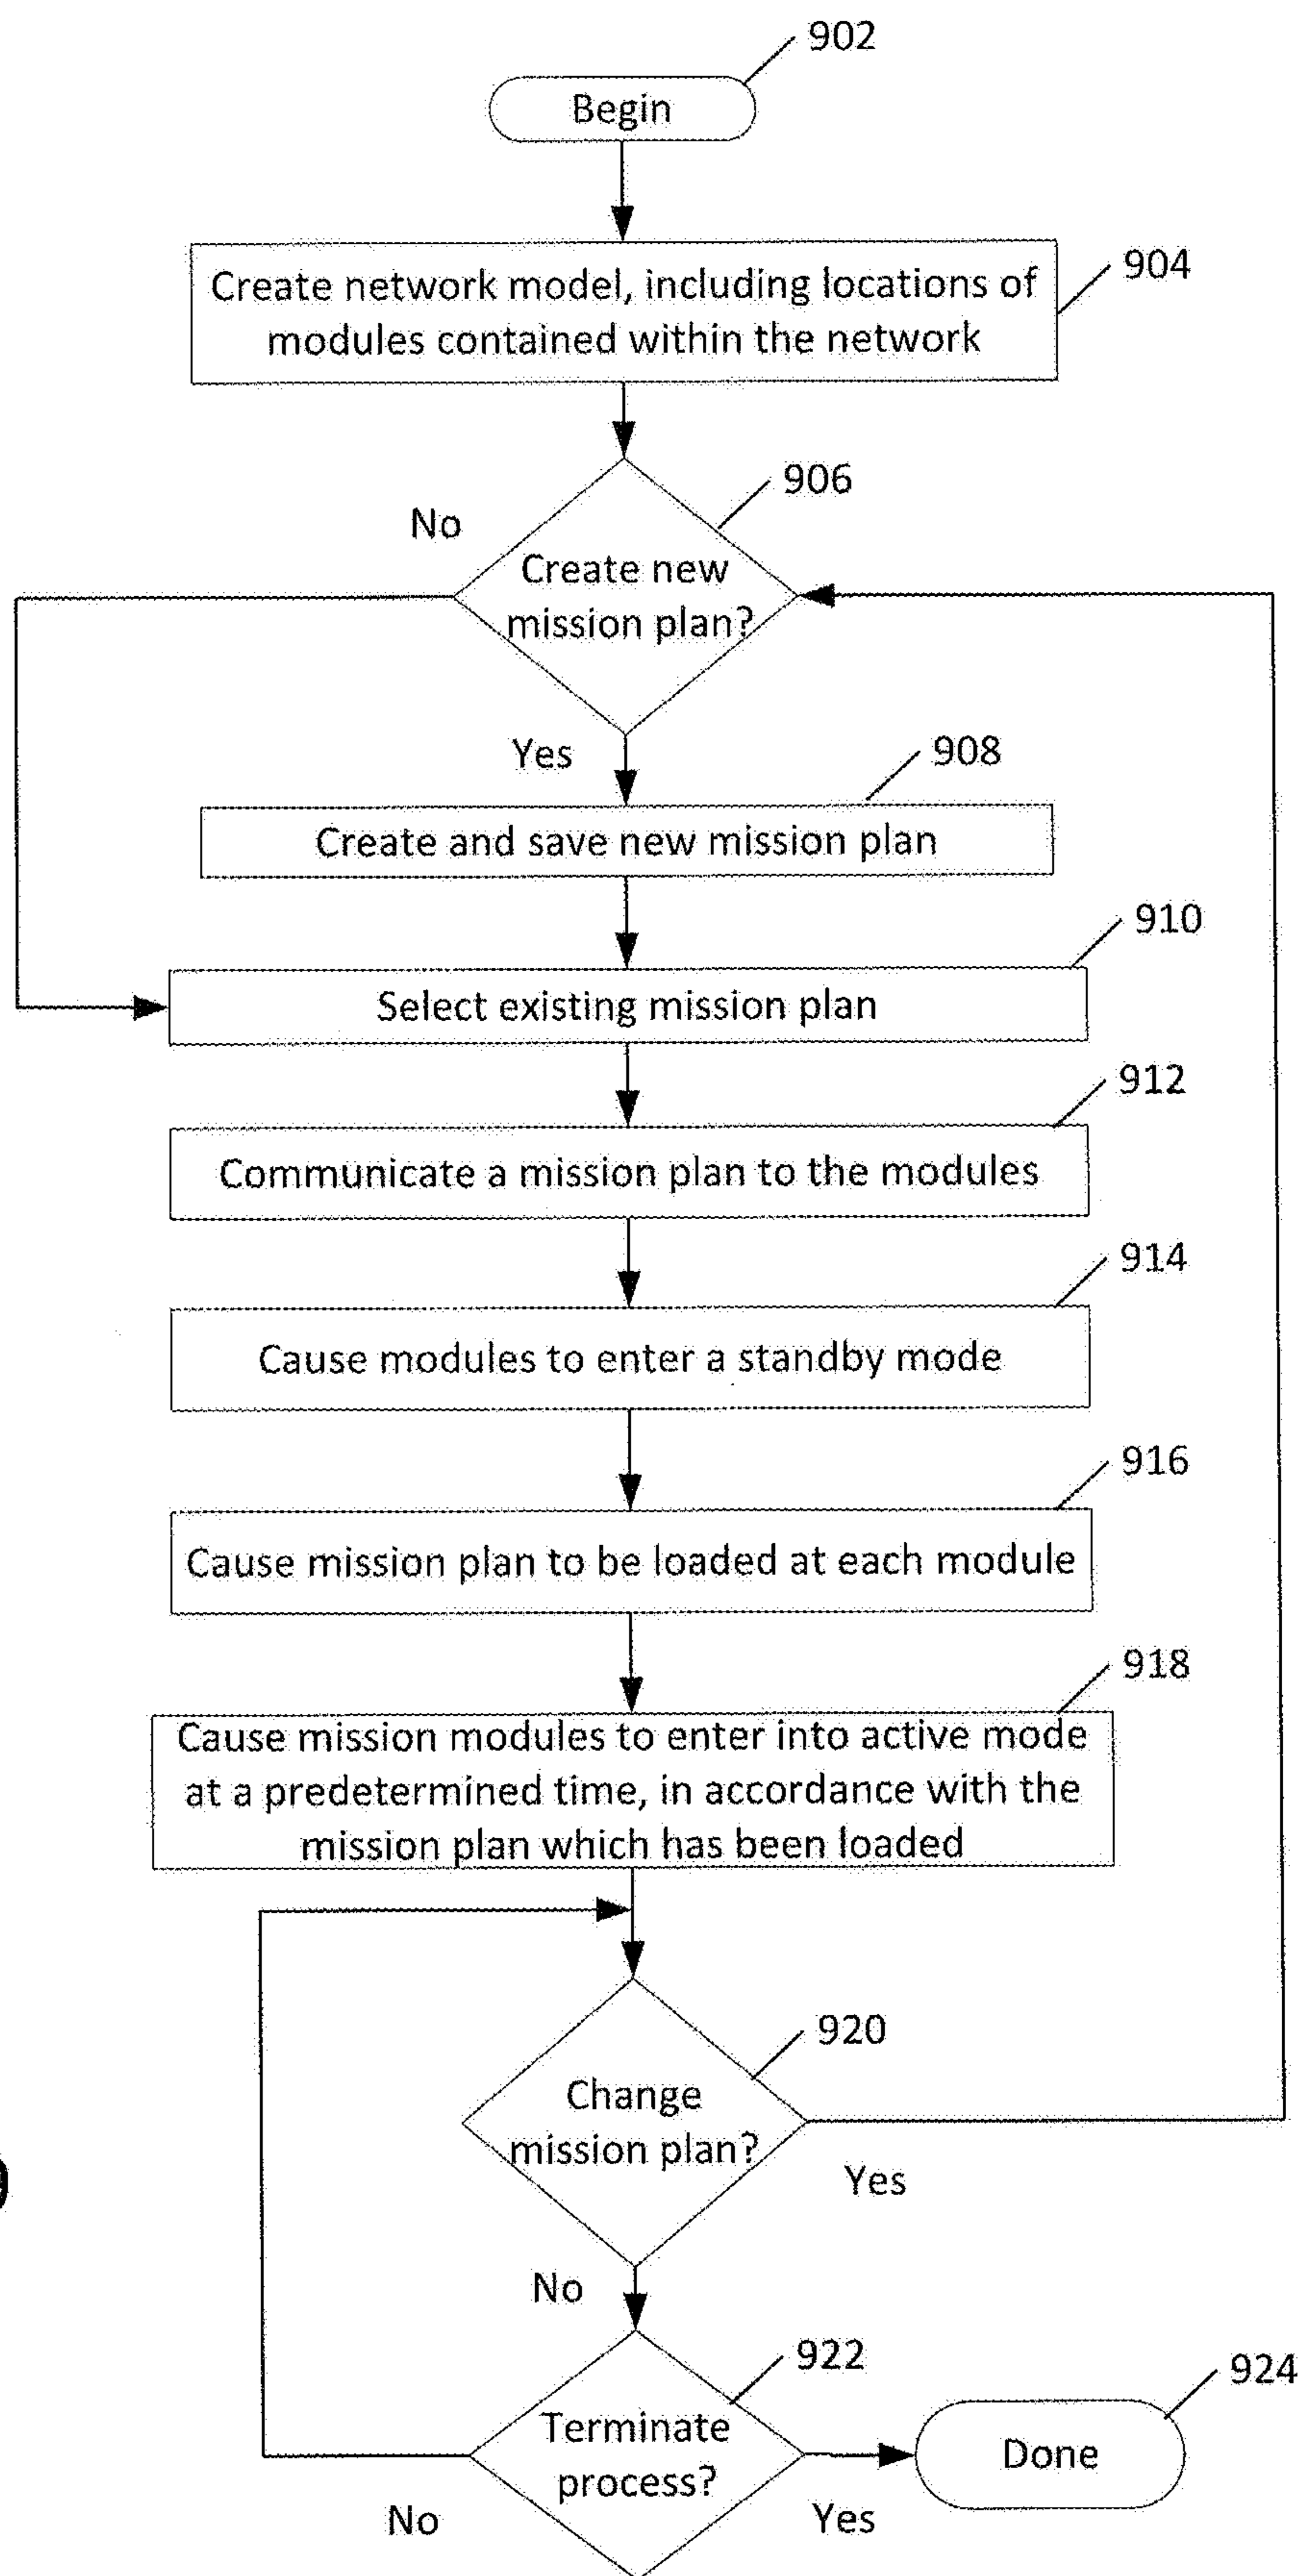 902
Begin
904
Create network model, including locations of
modules contained within the network
906
No
Create new
mission plan?
Yes
908
Create and save new mission plan
910
Select existing mission plan
912
Communicate a mission plan to the modules
914
Cause modules to enter a standby mode
916
Cause mission plan to be loaded at each module
918
Cause mission modules to enter into active mode
at a predetermined time, in accordance with the
mission plan which has been loaded
920
Change
mission plan?
Yes
No
922
924
Terminate
process?
Done
No
Yes